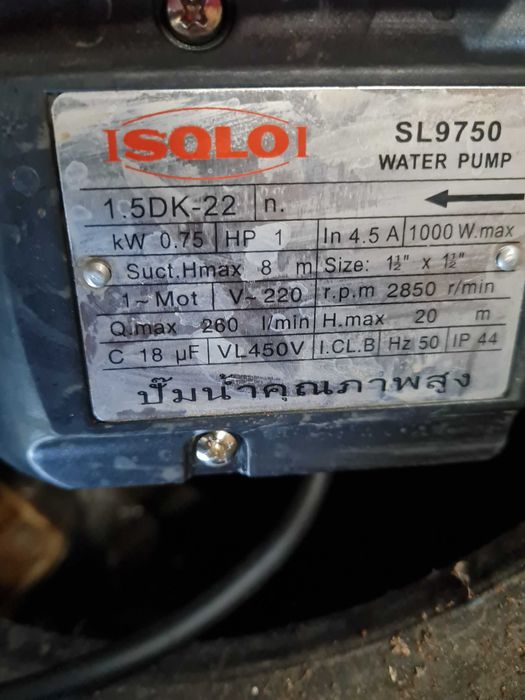 SOLO
SL9750
WATER PUMP
1.5DK-22 n.
kW 0.75 HP 1 In 4.5 A 1000 W.max
Suct.Hmax 8 m Size: 1½" x 1½"
1~Mot V~220 r.p.m 2850 r/min
Q.max 260 l/min H.max 20 m
C 18 µF VL450V I.CL.B Hz 50 IP 44
ปั๊มน้ำคุณภาพสูง